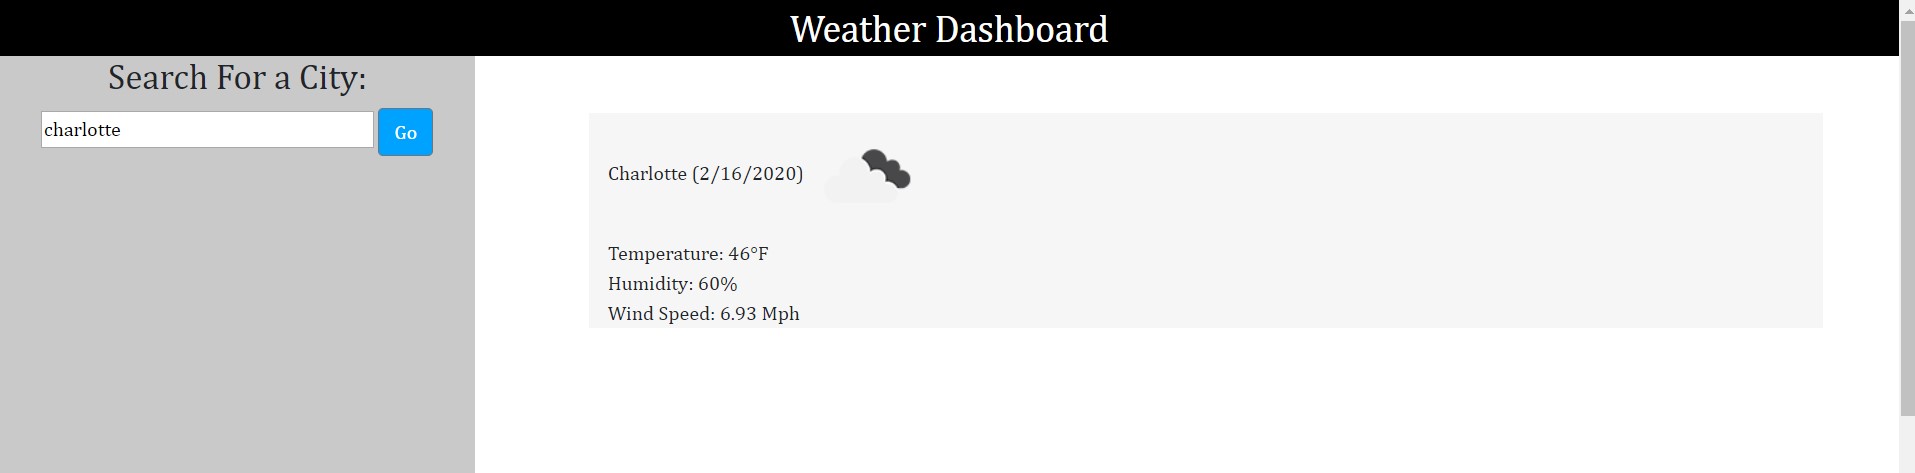 Weather Dashboard
Search For a City:
charlotte
Go
Charlotte (2/16/2020)
Temperature: 46°F
Humidity: 60%
Wind Speed: 6.93 Mph